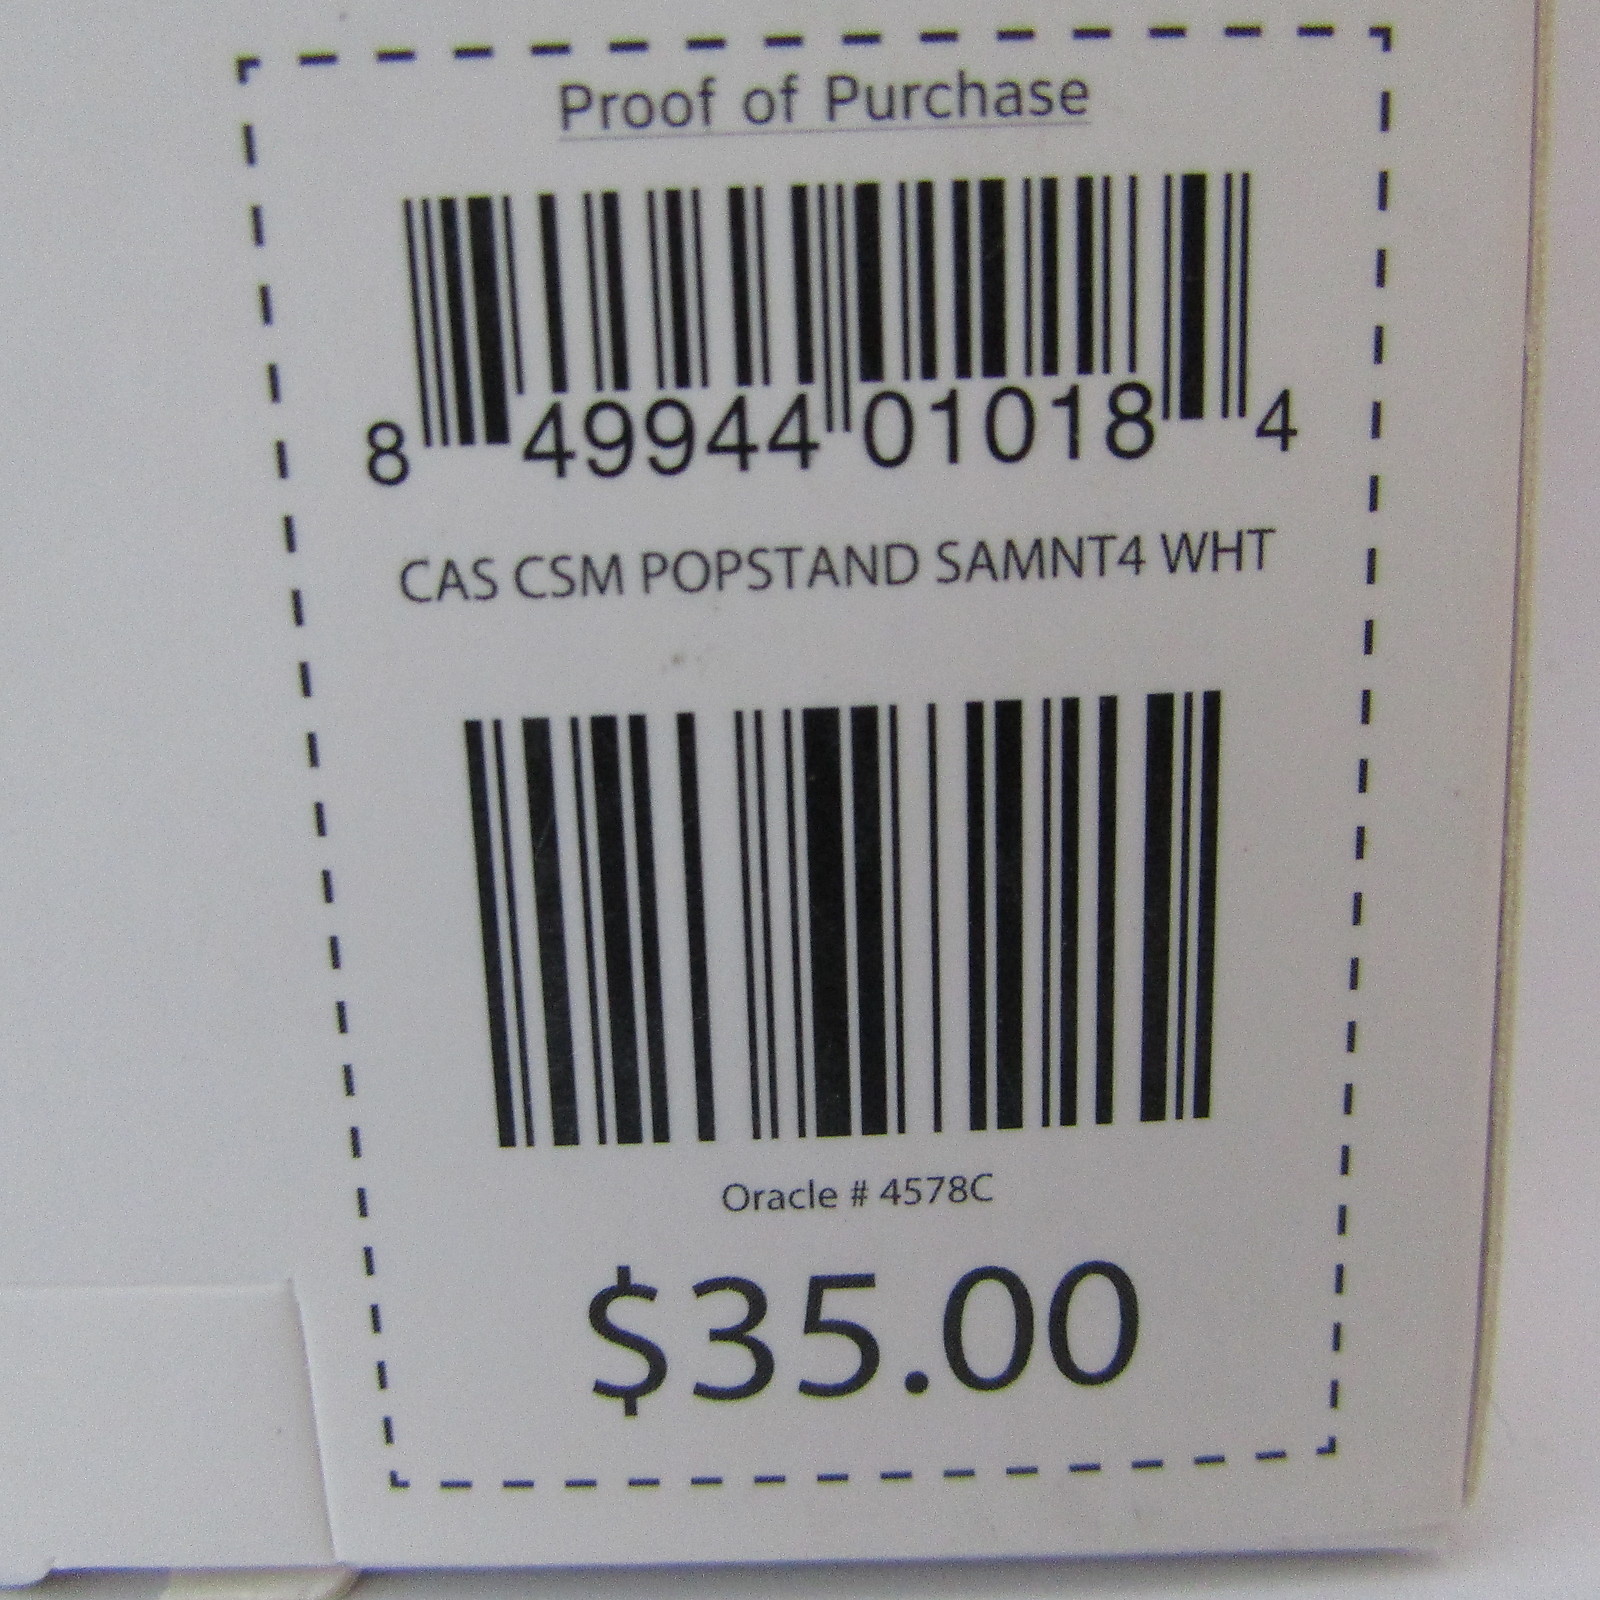 Proof of Purchase
8 49944 01018 4
CAS CSM POPSTAND SAMNT4 WHT
Oracle # 4578C
$35.00